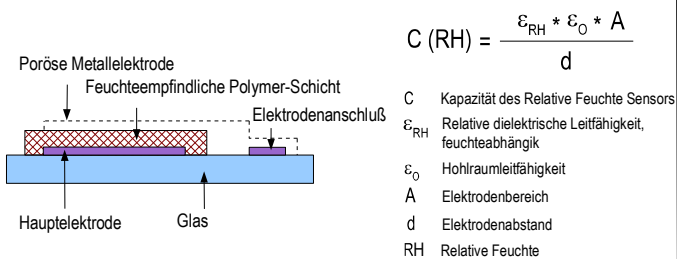 Poröse Metallelektrode
Feuchteempfindliche Polymer-Schicht
Elektrodenanschluß
Hauptelektrode
Glas
C (RH) = εRH * εO * A
d
C Kapazität des Relative Feuchte Sensors
εRH Relative dielektrische Leitfähigkeit,
feuchteabhängik
εO Hohlraumleitfähigkeit
A Elektrodenbereich
d Elektrodenabstand
RH Relative Feuchte